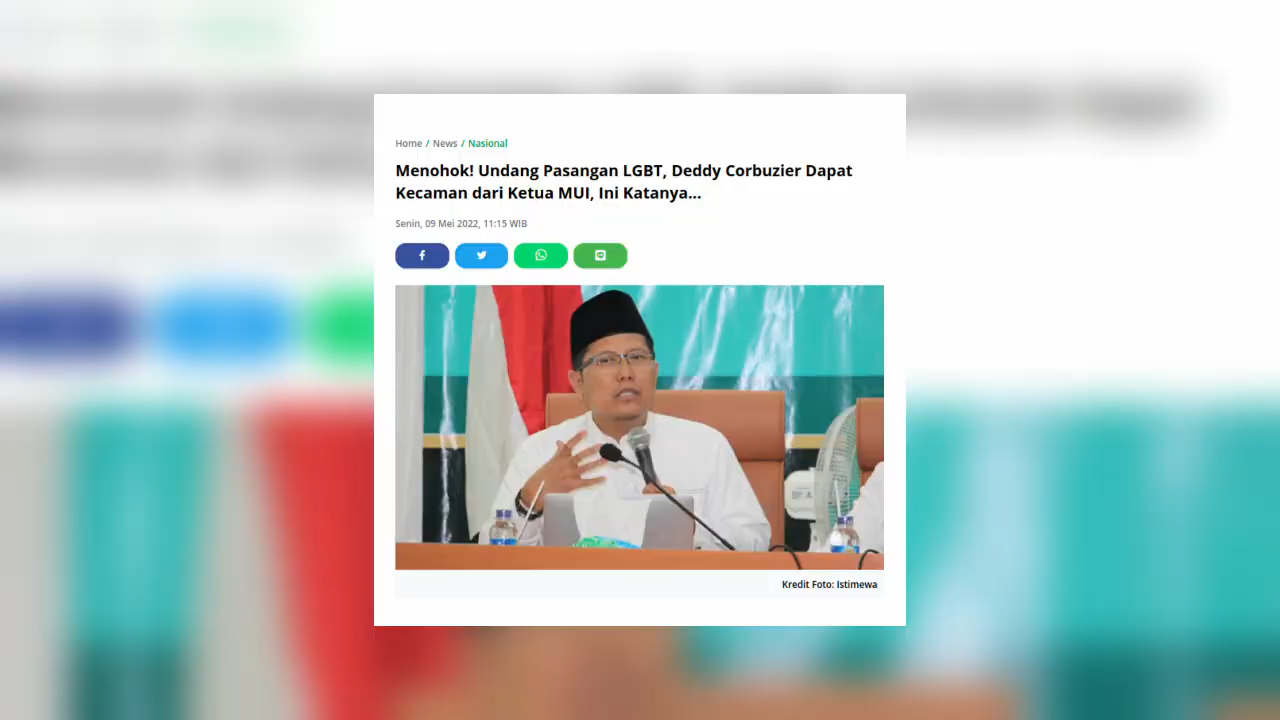 Home / News / Nasional
Menohok! Undang Pasangan LGBT, Deddy Corbuzier Dapat
Kecaman dari Ketua MUI, Ini Katanya...
Senin, 09 Mei 2022, 11:15 WIB
Kredit Foto: Istimewa